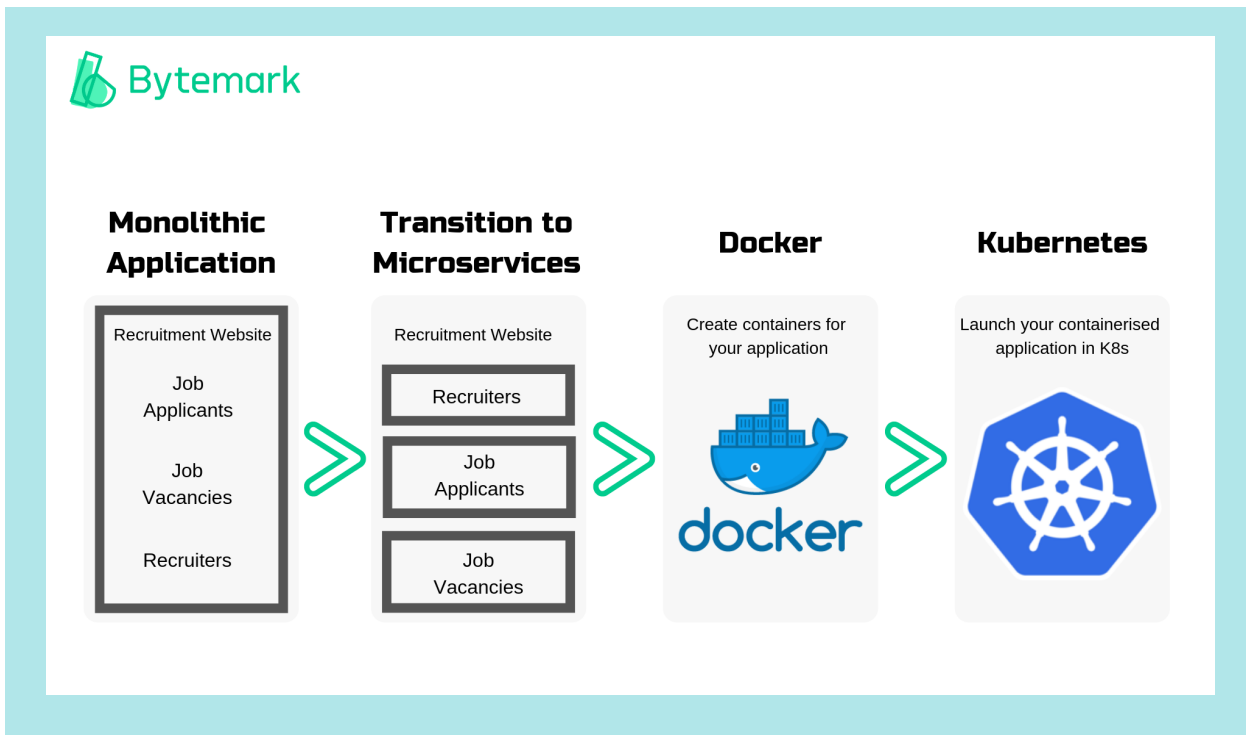 Bytemark
Monolithic
Application
Recruitment Website
Job
Applicants
Job
Vacancies
Recruiters
Transition to
Microservices
Recruitment Website
Recruiters
Job
Applicants
Job
Vacancies
Docker
Create containers for
your application
docker
Kubernetes
Launch your containerised
application in K8s